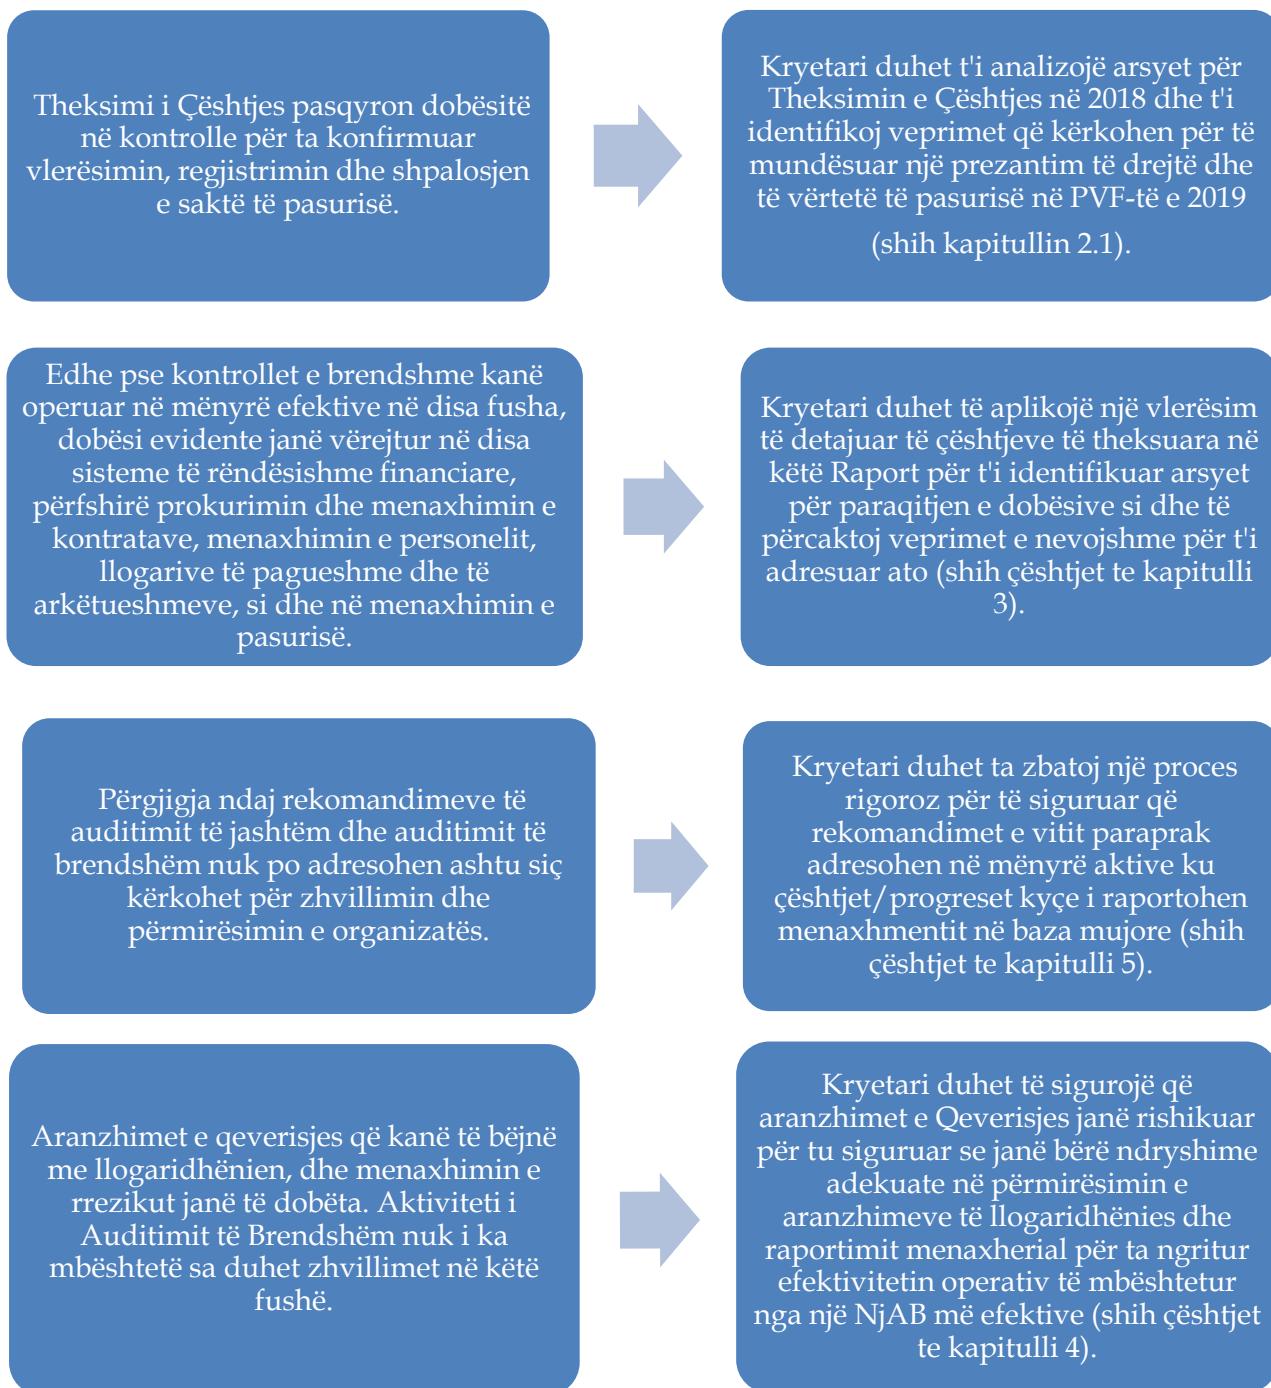 Theksimi i Çështjes pasqyron dobësitë
në kontrolle për ta konfirmuar
vlerësimin, regjistrimin dhe shpalosjen
e saktë të pasurisë.
Kryetari duhet t'i analizojë arsyet për
Theksimin e Çështjes në 2018 dhe t'i
identifikoj veprimet që kërkohen për të
mundësuar një prezantim të drejtë dhe
të vërtetë të pasurisë në PVF-të e 2019
(shih kapitullin 2.1).
Edhe pse kontrollet e brendshme kanë
operuar në mënyrë efektive në disa fusha,
dobësi evidente janë vërejtur në disa
sisteme të rëndësishme financiare,
përfshirë prokurimin dhe menaxhimin e
kontratave, menaxhimin e personelit,
llogarive të pagueshme dhe të
arkëtueshmeve, si dhe në menaxhimin e
pasurisë.
Kryetari duhet të aplikojë një vlerësim
të detajuar të çështjeve të theksuara në
këtë Raport për t'i identifikuar arsyet
për paraqitjen e dobësive si dhe të
përcaktoj veprimet e nevojshme për t'i
adresuar ato (shih çështjet te kapitulli
3).
Përgjigja ndaj rekomandimeve të
auditimit të jashtëm dhe auditimit të
brendshëm nuk po adresohen ashtu siç
kërkohet për zhvillimin dhe
përmirësimin e organizatës.
Kryetari duhet ta zbatoj një proces
rigoroz për të siguruar që
rekomandimet e vitit paraprak
adresohen në mënyrë aktive ku
çështjet/progreset kyçe i raportohen
menaxhmentit në baza mujore (shih
çështjet te kapitulli 5).
Aranzhimet e qeverisjes që kanë të bëjnë
me llogaridhënien, dhe menaxhimin e
rrezikut janë të dobëta. Aktiviteti i
Auditimit të Brendshëm nuk i ka
mbështetë sa duhet zhvillimet në këtë
fushë.
Kryetari duhet të sigurojë që
aranzhimet e Qeverisjes janë rishikuar
për tu siguruar se janë bërë ndryshime
adekuate në përmirësimin e
aranzhimeve të llogaridhënies dhe
raportimit menaxherial për ta ngritur
efektivitetin operativ të mbështetur
nga një NjAB më efektive (shih çështjet
te kapitulli 4).